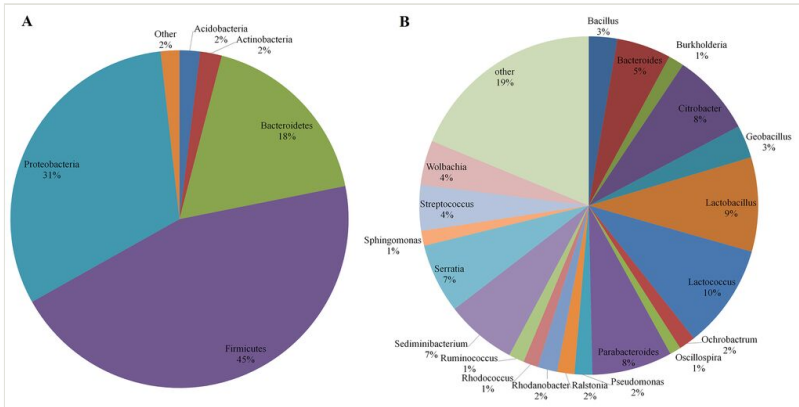 A
Other
2%
Acidobacteria
2%
Actinobacteria
2%
Bacteroidetes
18%
Firmicutes
45%
Proteobacteria
31%
B
Bacillus
3%
Bacteroides
5%
Burkholderia
1%
Citrobacter
8%
Geobacillus
3%
Lactobacillus
9%
Lactococcus
10%
Ochrobactrum
2%
Oscillospira
1%
Parabacteroides
8%
Pseudomonas
2%
Ralstonia
2%
Rhodanobacter
2%
Rhodococcus
1%
Ruminococcus
1%
Sediminibacterium
7%
Serratia
7%
Sphingomonas
1%
Streptococcus
4%
Wolbachia
4%
other
19%